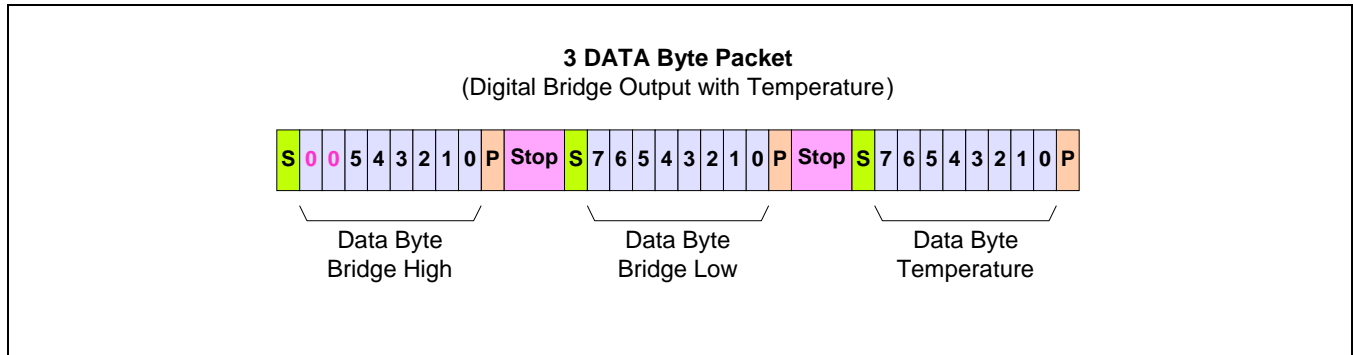 3 DATA Byte Packet
(Digital Bridge Output with Temperature)
S 0 0 5 4 3 2 1 0 P Stop S 7 6 5 4 3 2 1 0 P Stop S 7 6 5 4 3 2 1 0 P
Data Byte Data Byte Data Byte
Bridge High Bridge Low Temperature